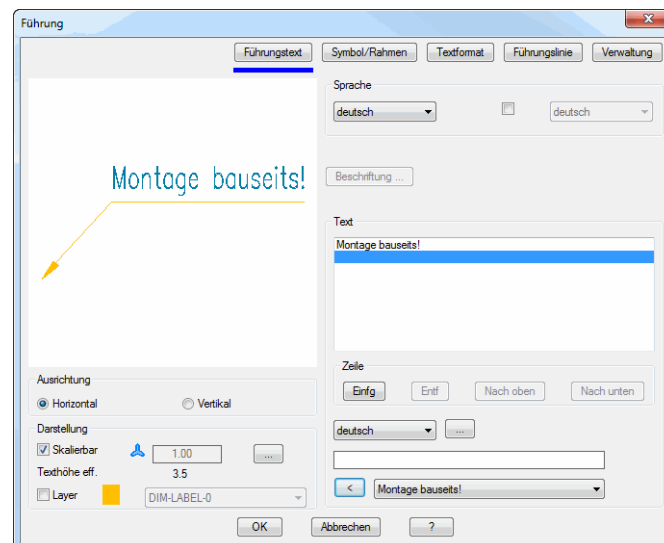 Führung
Führungstext
Symbol/Rahmen
Textformat
Führungslinie
Verwaltung
Montage bauseits!
Sprache
deutsch
deutsch
Beschriftung ...
Text
Montage bauseits!
Zeile
Einfg
Entf
Nach oben
Nach unten
Ausrichtung
Horizontal
Vertikal
Darstellung
Skalierbar
1.00
...
Texthöhe eff.
3.5
Layer
DIM-LABEL-0
deutsch
...
<
Montage bauseits!
OK
Abbrechen
?